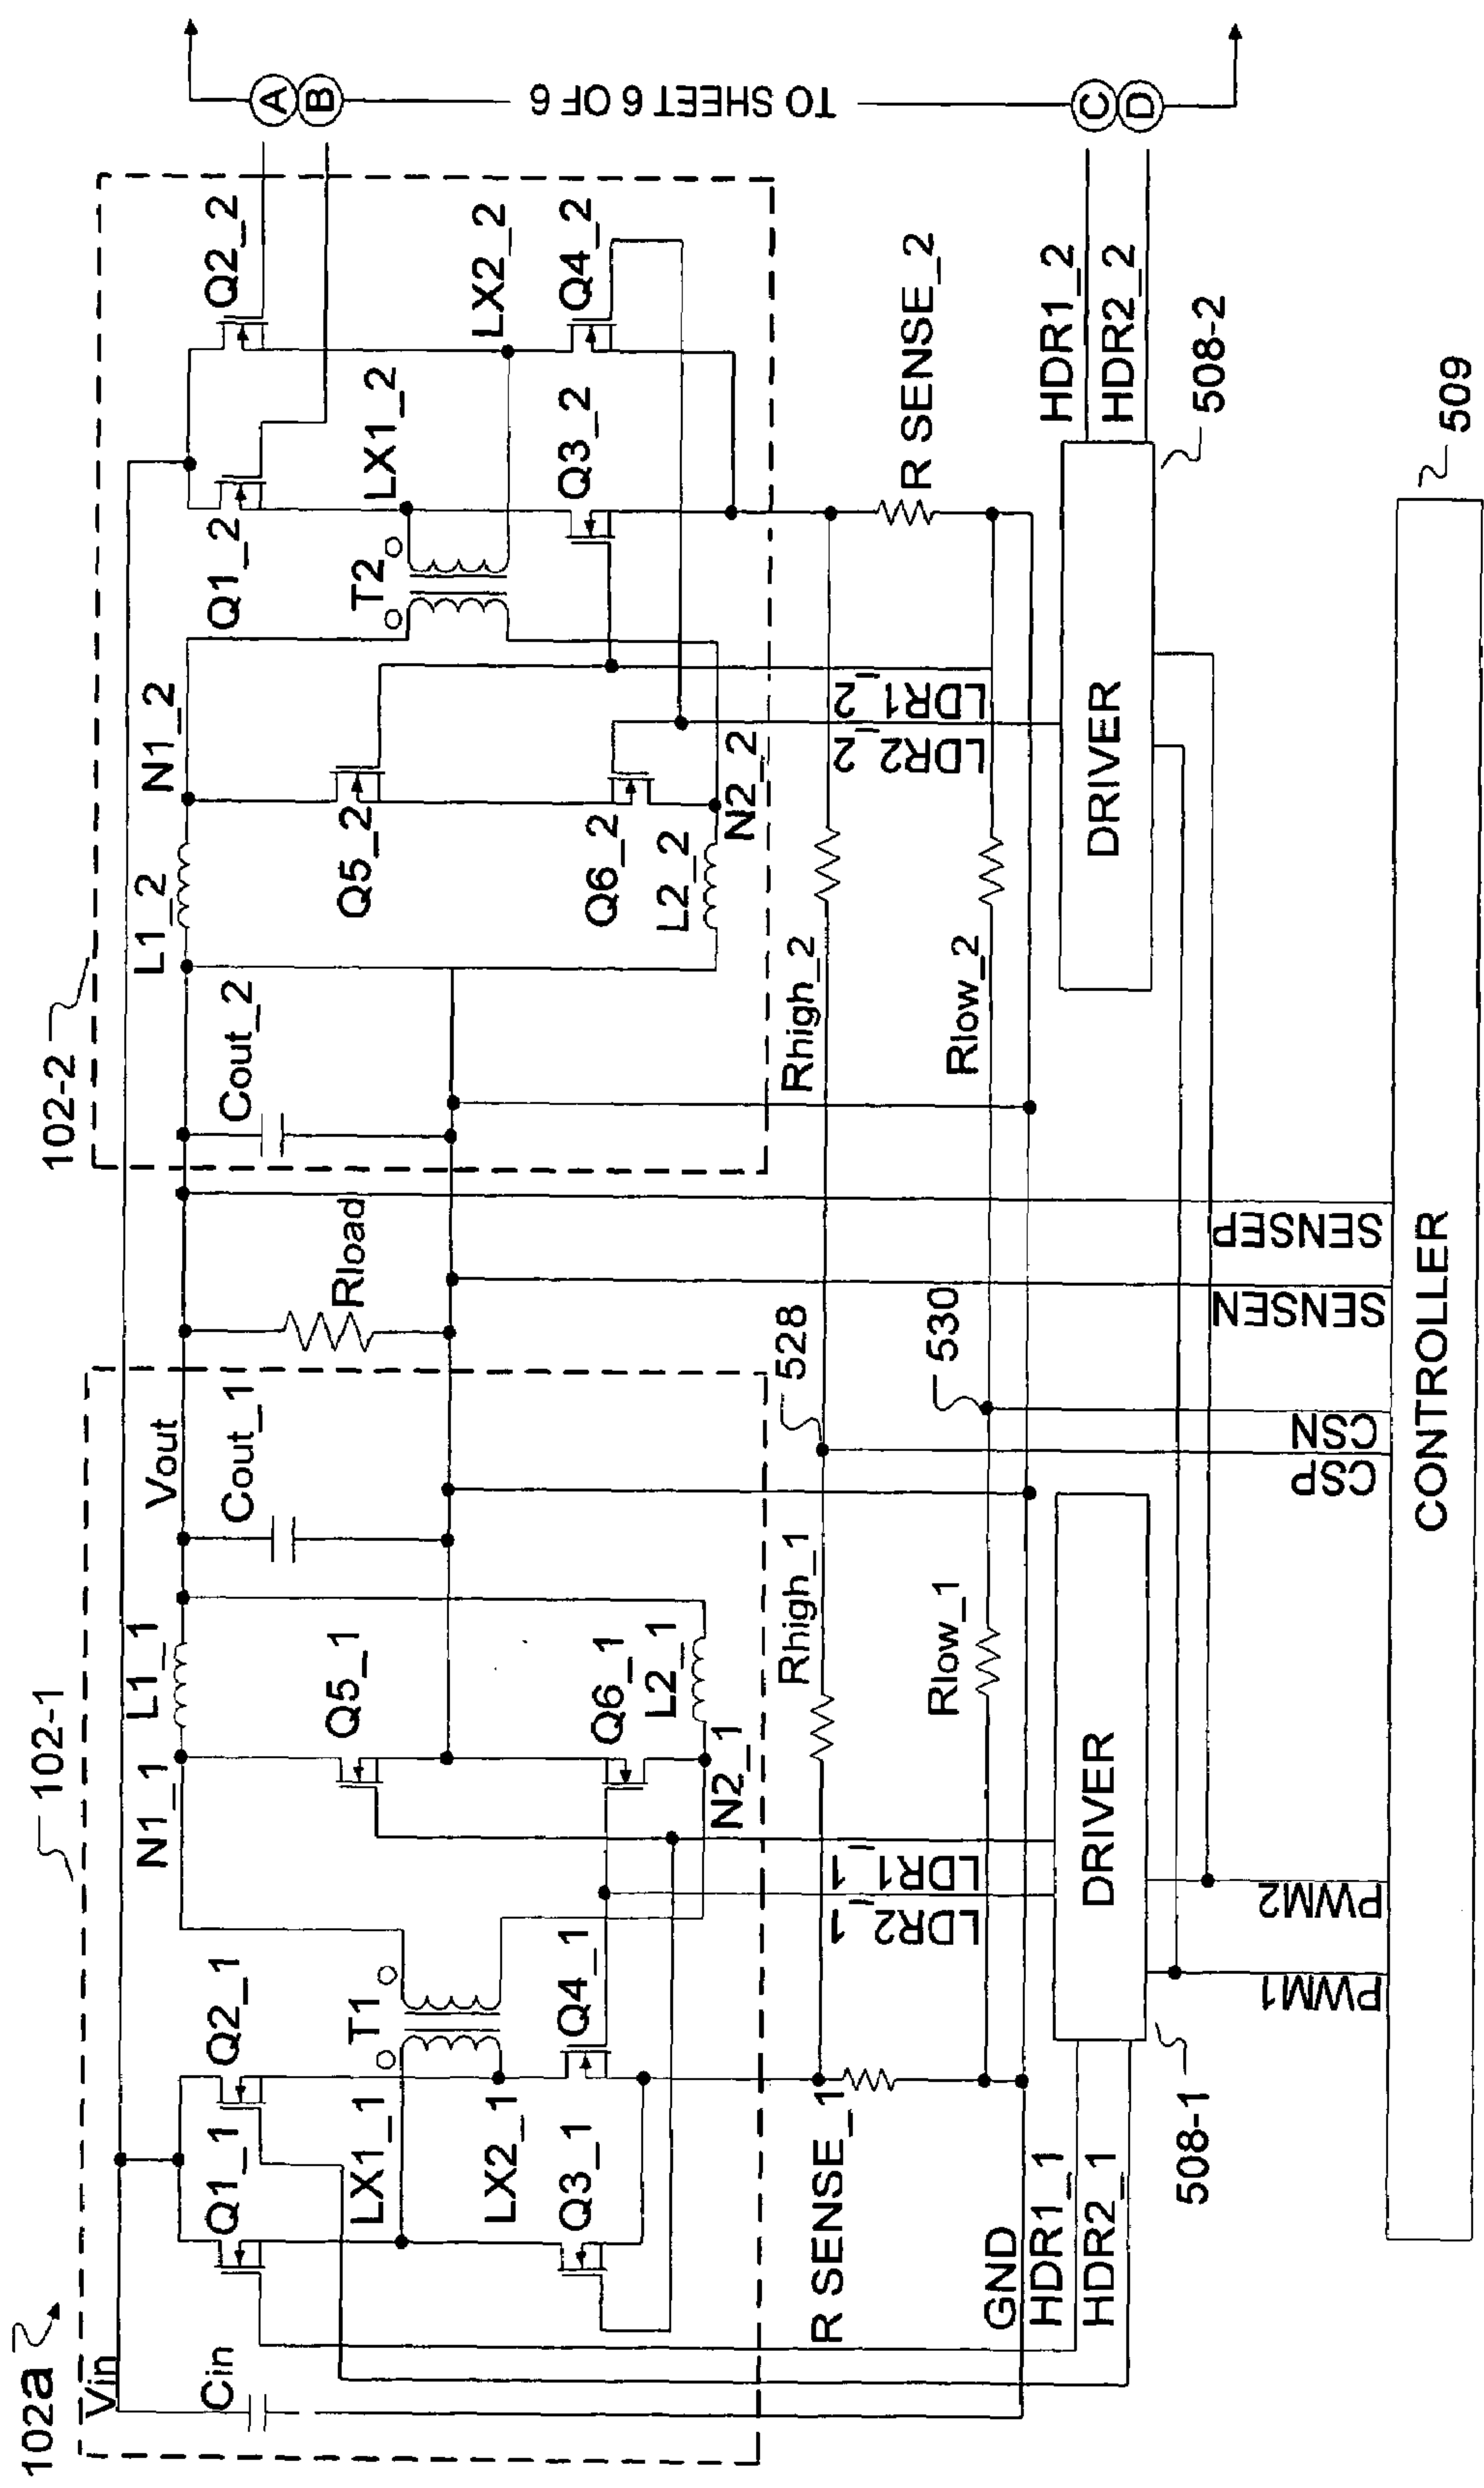 102a
102-1
102-2
Vin
Cin
Q1_1
Q2_1
LX1_1
T1
LX2_1
Q3_1
Q4_1
N1_1
L1_1
Q5_1
Q6_1
L2_1
N2_1
Vout
Cout_1
Rload
Cout_2
L1_2
N1_2
Q5_2
Q6_2
L2_2
N2_2
T2
Q1_2
Q2_2
LX1_2
LX2_2
Q3_2
Q4_2
A
B
TO SHEET 6 OF 6
C
D
R SENSE_1
Rhigh_1
528
Rhigh_2
R SENSE_2
Rlow_1
530
Rlow_2
LDR1_1
LDR2_1
LDR1_2
LDR2_2
GND
HDR1_1
HDR2_1
DRIVER
508-1
DRIVER
HDR1_2
HDR2_2
508-2
PWM1
PWM2
CSP
CSN
SENSEN
SENSEP
CONTROLLER
509